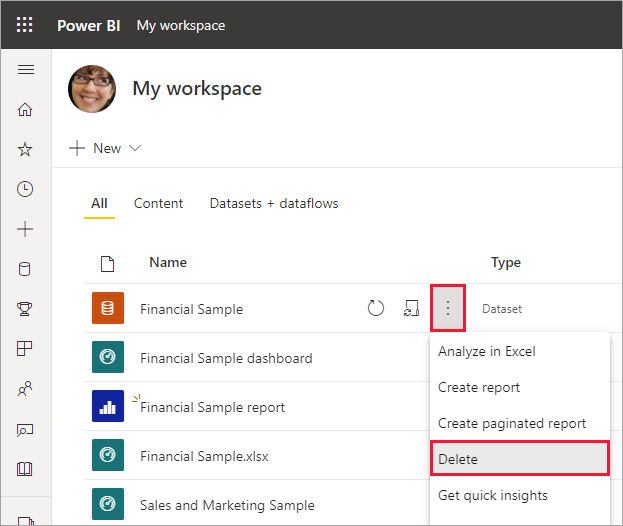 Power BI My workspace
My workspace
New
All Content Datasets + dataflows
Name Type
Financial Sample Dataset
Financial Sample dashboard
Financial Sample report
Financial Sample.xlsx
Sales and Marketing Sample
Analyze in Excel
Create report
Create paginated report
Delete
Get quick insights